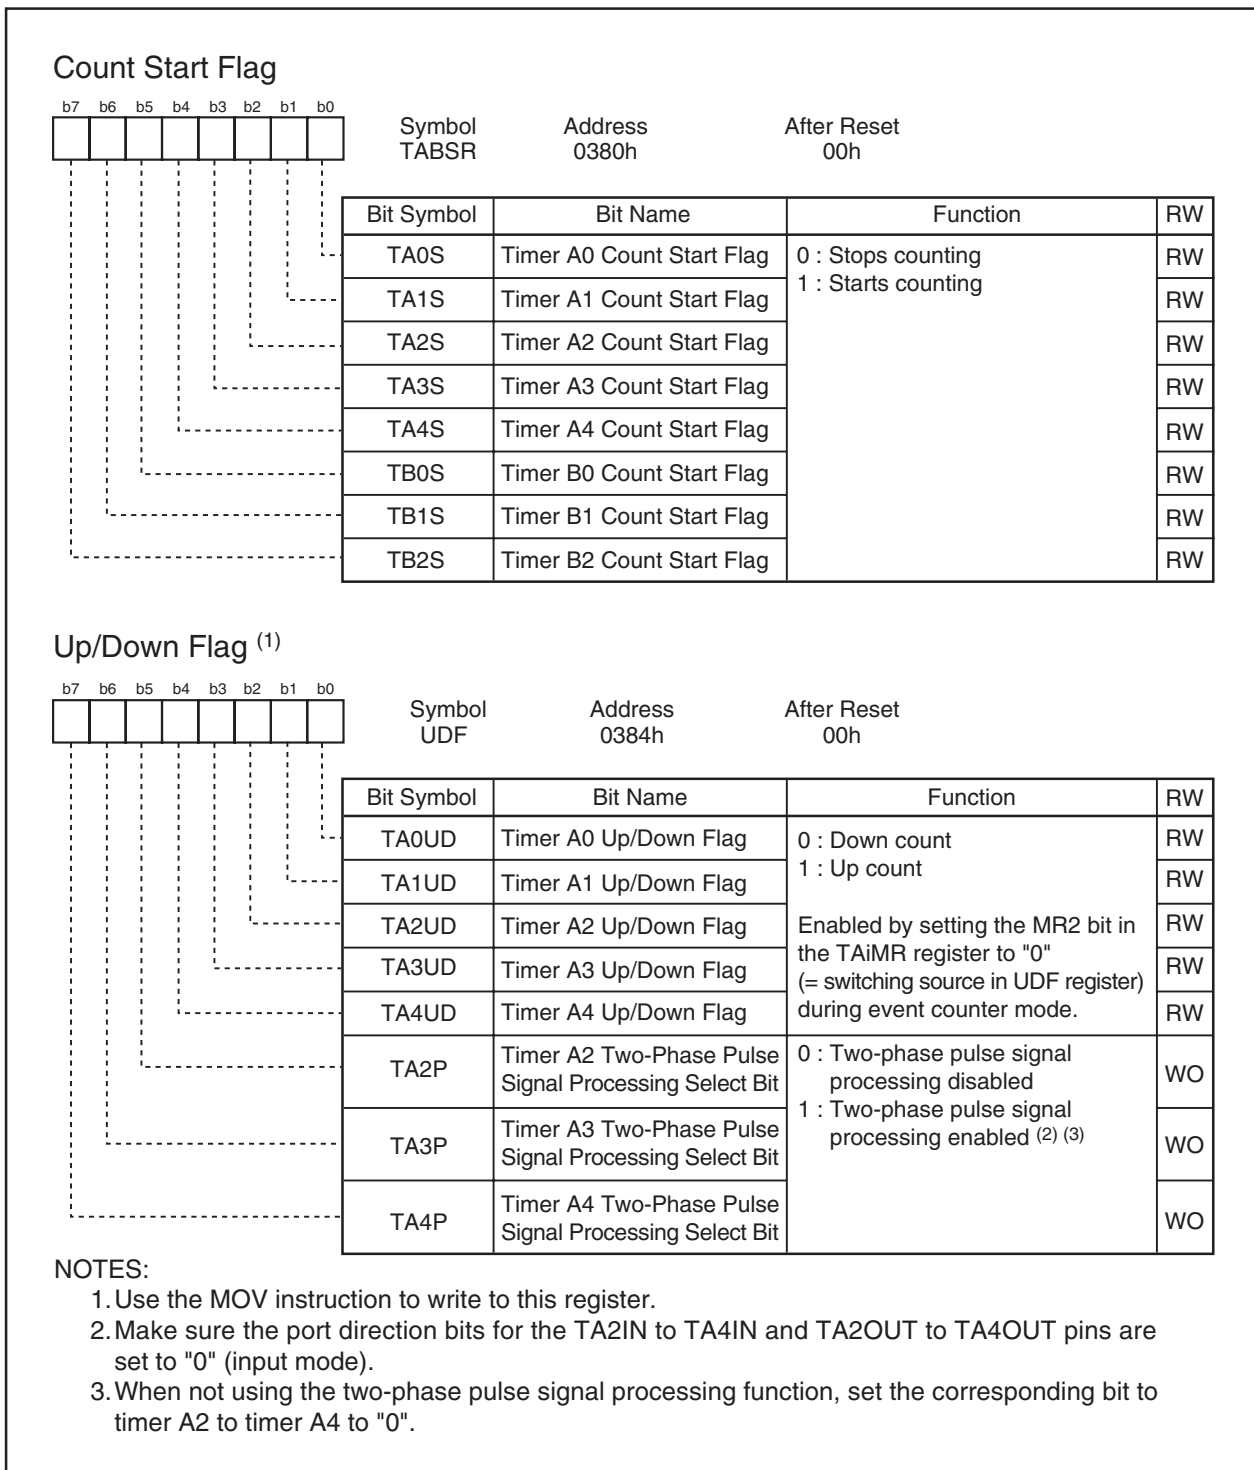 Count Start Flag
b7 b6 b5 b4 b3 b2 b1 b0
Symbol Address After Reset
TABSR 0380h 00h
Bit Symbol Bit Name Function RW
TA0S Timer A0 Count Start Flag 0 : Stops counting RW
1 : Starts counting
TA1S Timer A1 Count Start Flag RW
TA2S Timer A2 Count Start Flag RW
TA3S Timer A3 Count Start Flag RW
TA4S Timer A4 Count Start Flag RW
TB0S Timer B0 Count Start Flag RW
TB1S Timer B1 Count Start Flag RW
TB2S Timer B2 Count Start Flag RW
Up/Down Flag (1)
b7 b6 b5 b4 b3 b2 b1 b0
Symbol Address After Reset
UDF 0384h 00h
Bit Symbol Bit Name Function RW
TA0UD Timer A0 Up/Down Flag 0 : Down count RW
1 : Up count
TA1UD Timer A1 Up/Down Flag RW
TA2UD Timer A2 Up/Down Flag Enabled by setting the MR2 bit in RW
the TAiMR register to "0"
TA3UD Timer A3 Up/Down Flag (= switching source in UDF register) RW
TA4UD Timer A4 Up/Down Flag during event counter mode. RW
TA2P Timer A2 Two-Phase Pulse 0 : Two-phase pulse signal WO
Signal Processing Select Bit processing disabled
1 : Two-phase pulse signal
TA3P Timer A3 Two-Phase Pulse processing enabled (2) (3) WO
Signal Processing Select Bit
TA4P Timer A4 Two-Phase Pulse WO
Signal Processing Select Bit
NOTES:
1. Use the MOV instruction to write to this register.
2. Make sure the port direction bits for the TA2IN to TA4IN and TA2OUT to TA4OUT pins are
set to "0" (input mode).
3. When not using the two-phase pulse signal processing function, set the corresponding bit to
timer A2 to timer A4 to "0".